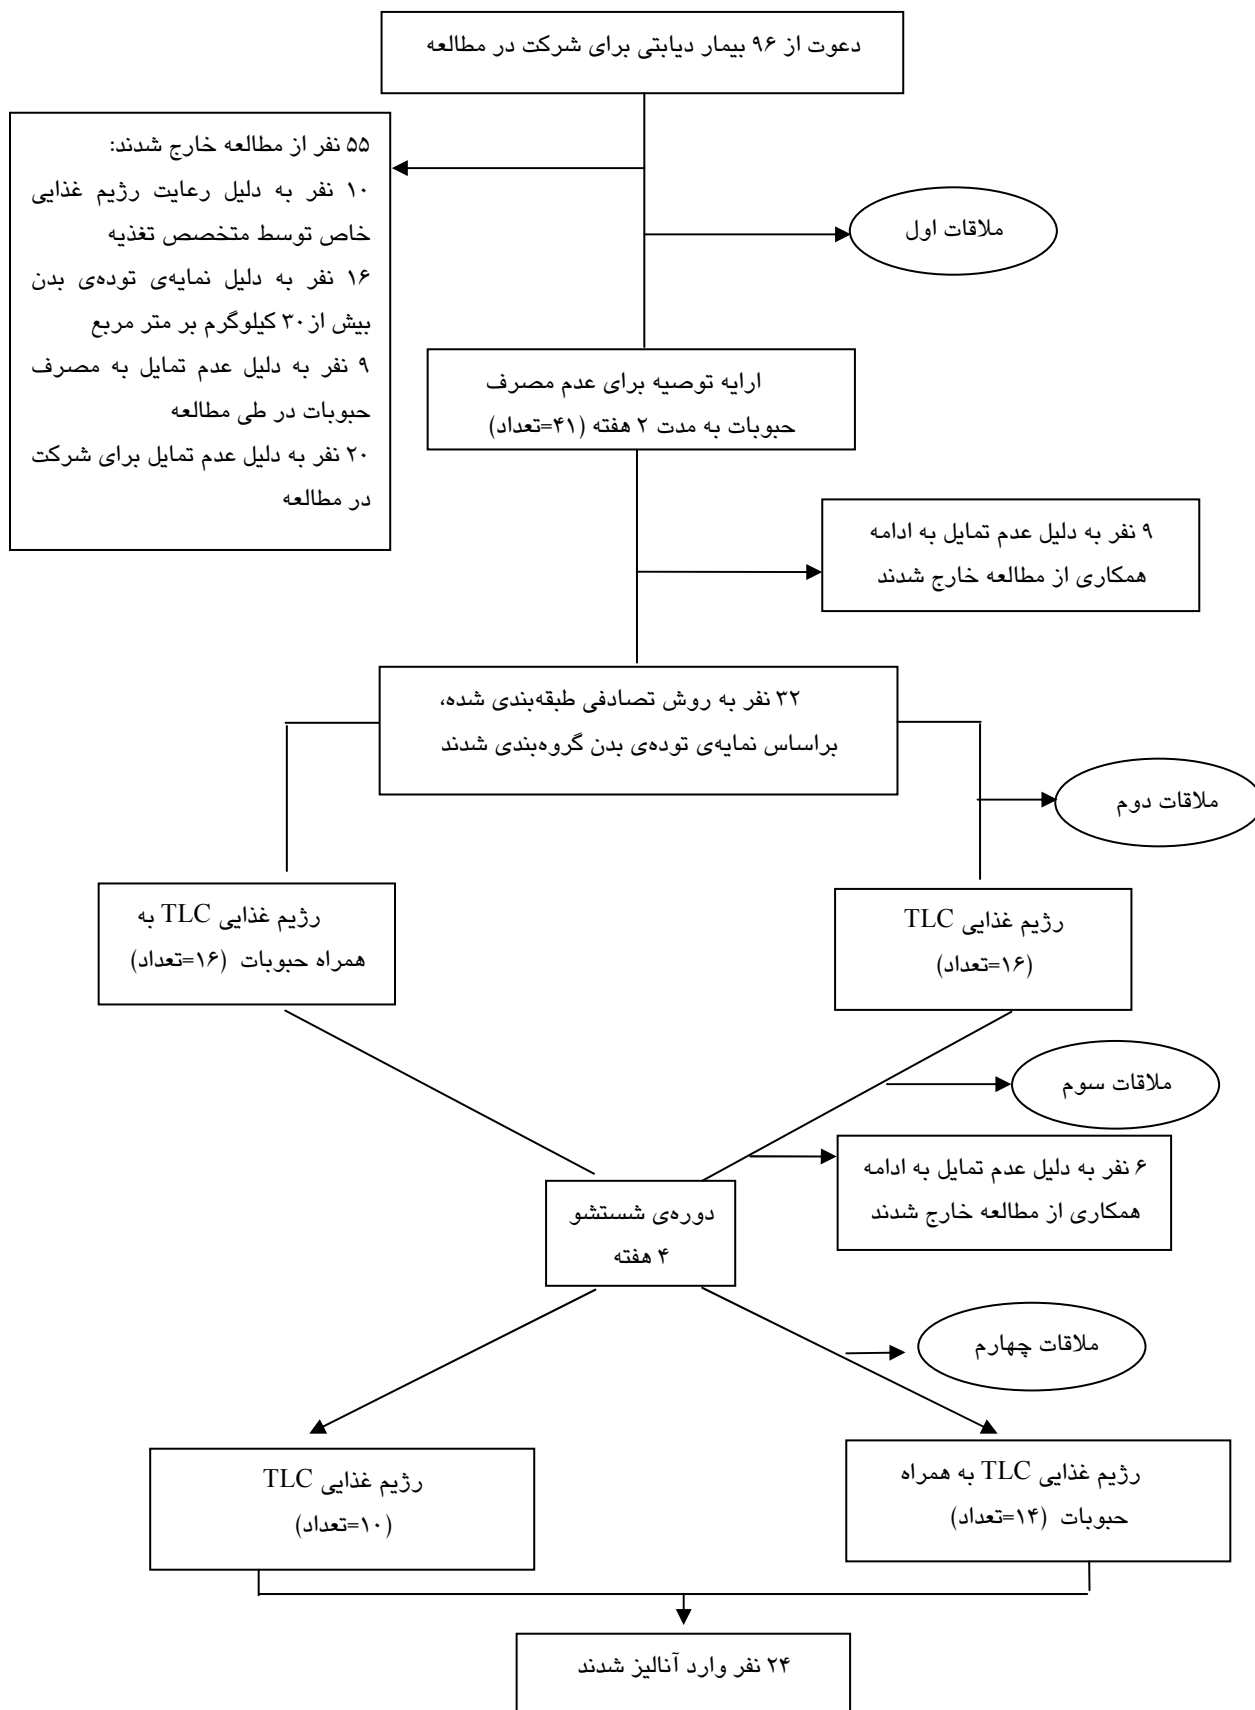 دعوت از ۹۶ بیمار دیابتی برای شرکت در مطالعه
۵۵ نفر از مطالعه خارج شدند:
۱۰ نفر به دلیل رعایت رژیم غذایی
خاص توسط متخصص تغذیه
۱۶ نفر به دلیل نمایه‌ی توده‌ی بدن
بیش از۳۰ کیلوگرم بر متر مربع
۹ نفر به دلیل عدم تمایل به مصرف
حبوبات در طی مطالعه
۲۰ نفر به دلیل عدم تمایل برای شرکت
در مطالعه
ملاقات اول
ارایه توصیه برای عدم مصرف
حبوبات به مدت ۲ هفته (۴۱=تعداد)
۹ نفر به دلیل عدم تمایل به ادامه
همکاری از مطالعه خارج شدند
۳۲ نفر به روش تصادفی طبقه‌بندی شده،
براساس نمایه‌ی توده‌ی بدن گروه‌بندی شدند
ملاقات دوم
رژیم غذایی TLC
(۱۶=تعداد)
رژیم غذایی TLC به
همراه حبوبات (۱۶=تعداد)
ملاقات سوم
۶ نفر به دلیل عدم تمایل به ادامه
همکاری از مطالعه خارج شدند
دوره‌ی شستشو
۴ هفته
ملاقات چهارم
رژیم غذایی TLC به همراه
حبوبات (۱۴=تعداد)
رژیم غذایی TLC
(۱۰=تعداد)
۲۴ نفر وارد آنالیز شدند